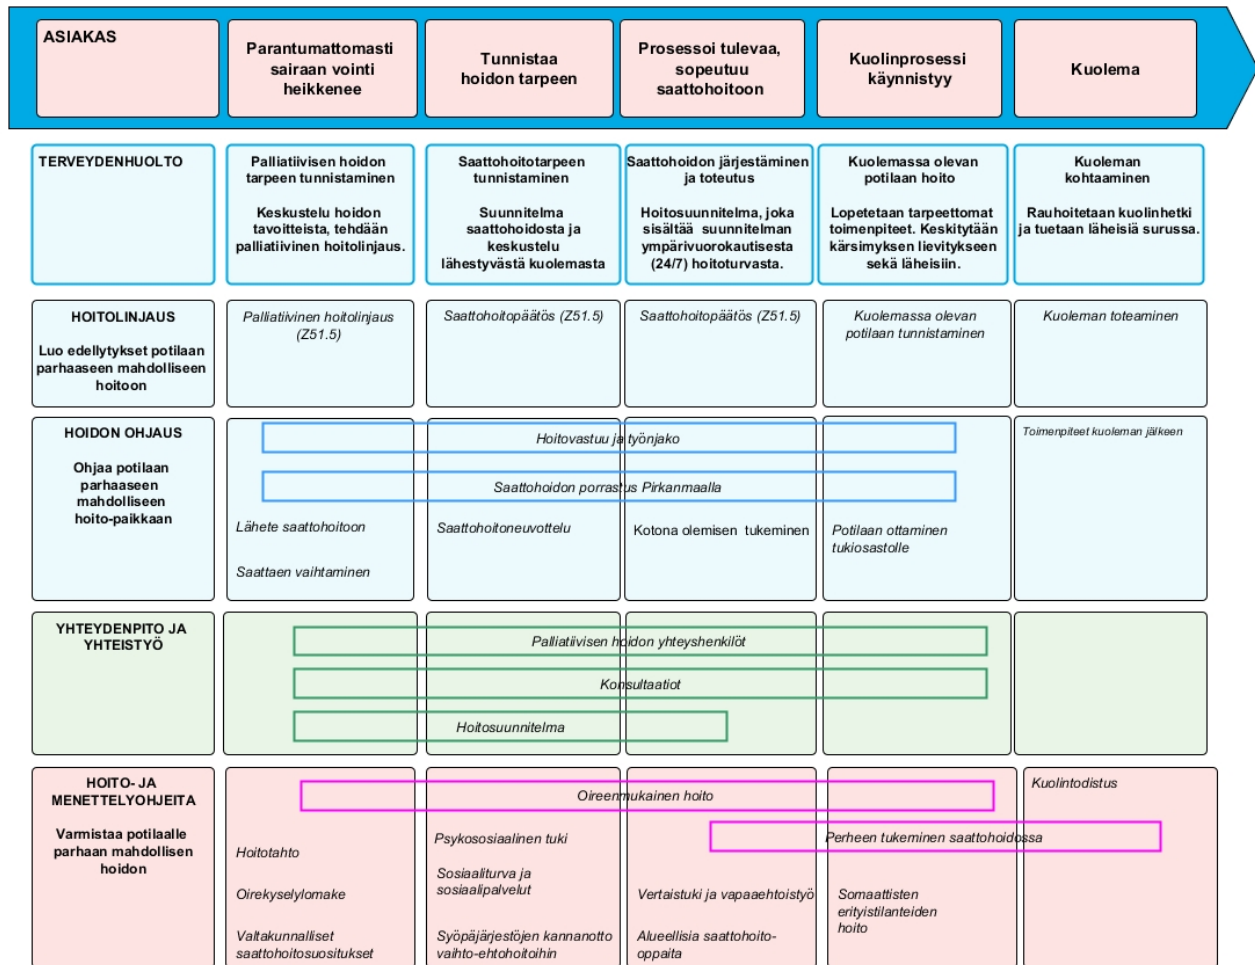 ASIAKAS
Parantumattomasti
sairaan vointi
heikkenee
Tunnistaa
hoidon tarpeen
Prosessoi tulevaa,
sopeutuu
saattohoitoon
Kuolinprosessi
käynnistyy
Kuolema
TERVEYDENHUOLTO
Palliatiivisen hoidon
tarpeen tunnistaminen
Keskustelu hoidon
tavoitteista, tehdään
palliatiivinen hoitolinjaus.
Saattohoitotarpeen
tunnistaminen
Suunnitelma
saattohoidosta ja
keskustelu
lähestyvästä kuolemasta
Saattohoidon järjestäminen
ja toteutus
Hoitosuunnitelma, joka
sisältää suunnitelman
ympärivuorokautisesta
(24/7) hoitoturvasta.
Kuolemassa olevan
potilaan hoito
Lopetetaan tarpeettomat
toimenpiteet. Keskitytään
kärsimyksen lievitykseen
sekä läheisiin.
Kuoleman
kohtaaminen
Rauhoitetaan kuolinhetki
ja tuetaan läheisiä surussa.
HOITOLINJAUS
Luo edellytykset potilaan
parhaaseen mahdolliseen
hoitoon
Palliatiivinen hoitolinjaus
(Z51.5)
Saattohoitopäätös (Z51.5)
Saattohoitopäätös (Z51.5)
Kuolemassa olevan
potilaan tunnistaminen
Kuoleman toteaminen
HOIDON OHJAUS
Ohjaa potilaan
parhaaseen
mahdolliseen
hoito-paikkaan
Hoitovastuu ja työnjako
Saattohoidon porrastus Pirkanmaalla
Lähete saattohoitoon
Saattaen vaihtaminen
Saattohoitoneuvottelu
Kotona olemisen tukeminen
Potilaan ottaminen
tukiosastolle
Toimenpiteet kuoleman jälkeen
YHTEYDENPITO JA
YHTEISTYÖ
Palliatiivisen hoidon yhteyshenkilöt
Konsultaatiot
Hoitosuunnitelma
HOITO- JA
MENETTELYOHJEITA
Varmistaa potilaalle
parhaan mahdollisen
hoidon
Oireenmukainen hoito
Perheen tukeminen saattohoidossa
Hoitotahto
Oirekyselylomake
Valtakunnalliset
saattohoitosuositukset
Psykososiaalinen tuki
Sosiaaliturva ja
sosiaalipalvelut
Syöpäjärjestöjen kannanotto
vaihto-ehtohoitoihin
Vertaistuki ja vapaaehtoistyö
Alueellisia saattohoito-
oppaita
Somaattisten
erityistilanteiden
hoito
Kuolintodistus